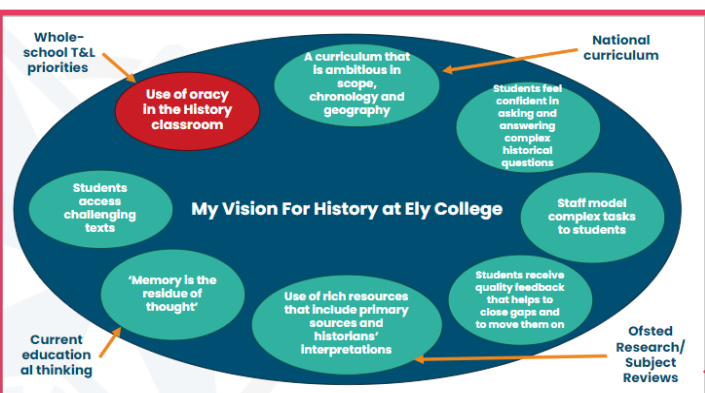 Whole-
school T&L
priorities
National
curriculum
A curriculum that
is ambitious in
scope,
chronology and
geography
Use of oracy
in the History
classroom
Students feel
confident in
asking and
answering
complex
historical
questions
Students
access
challenging
texts
My Vision For History at Ely College
Staff model
complex tasks
to students
'Memory is the
residue of
thought'
Use of rich resources
that include primary
sources and
historians'
interpretations
Students receive
quality feedback
that helps to
close gaps and
to move them on
Current
education
al thinking
Ofsted
Research/
Subject
Reviews